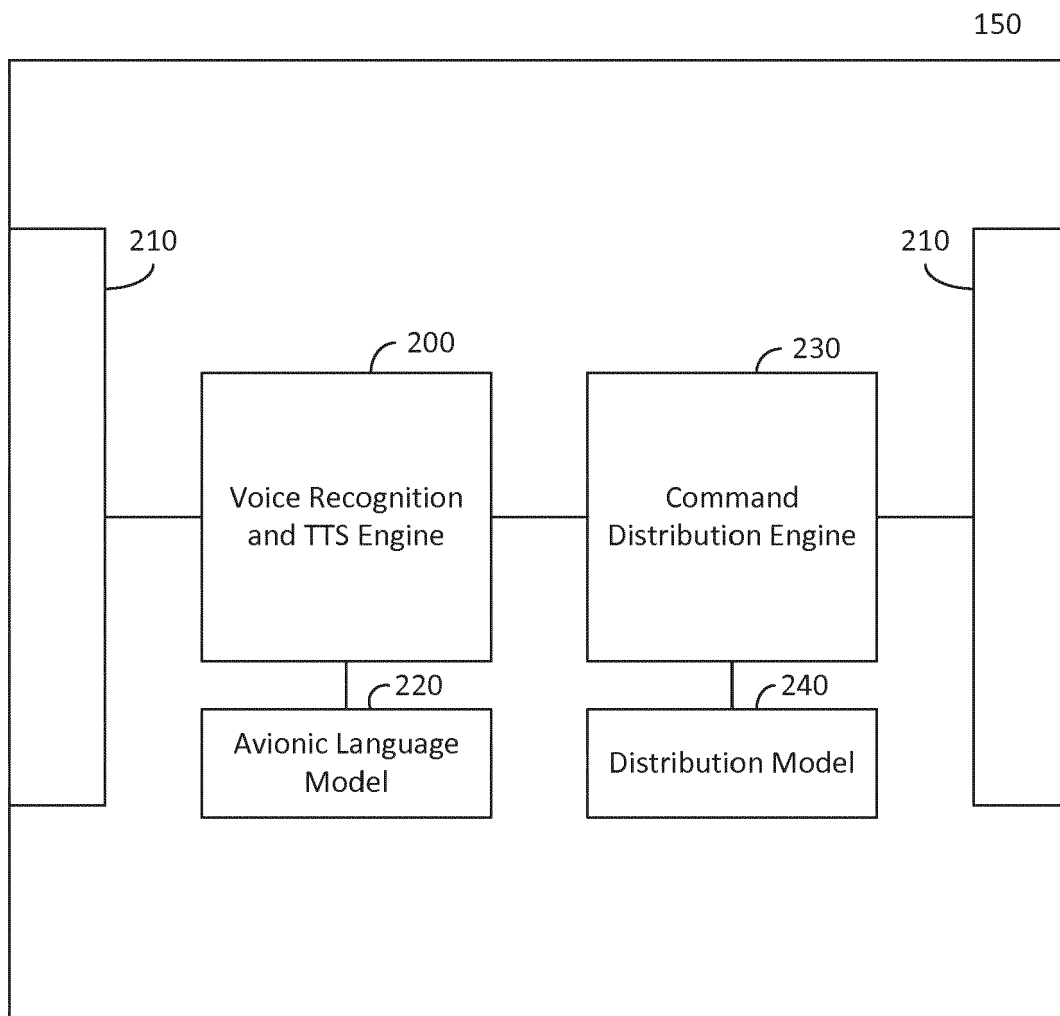 150
210
210
200
230
Voice Recognition
and TTS Engine
Command
Distribution Engine
220
240
Avionic Language
Model
Distribution Model